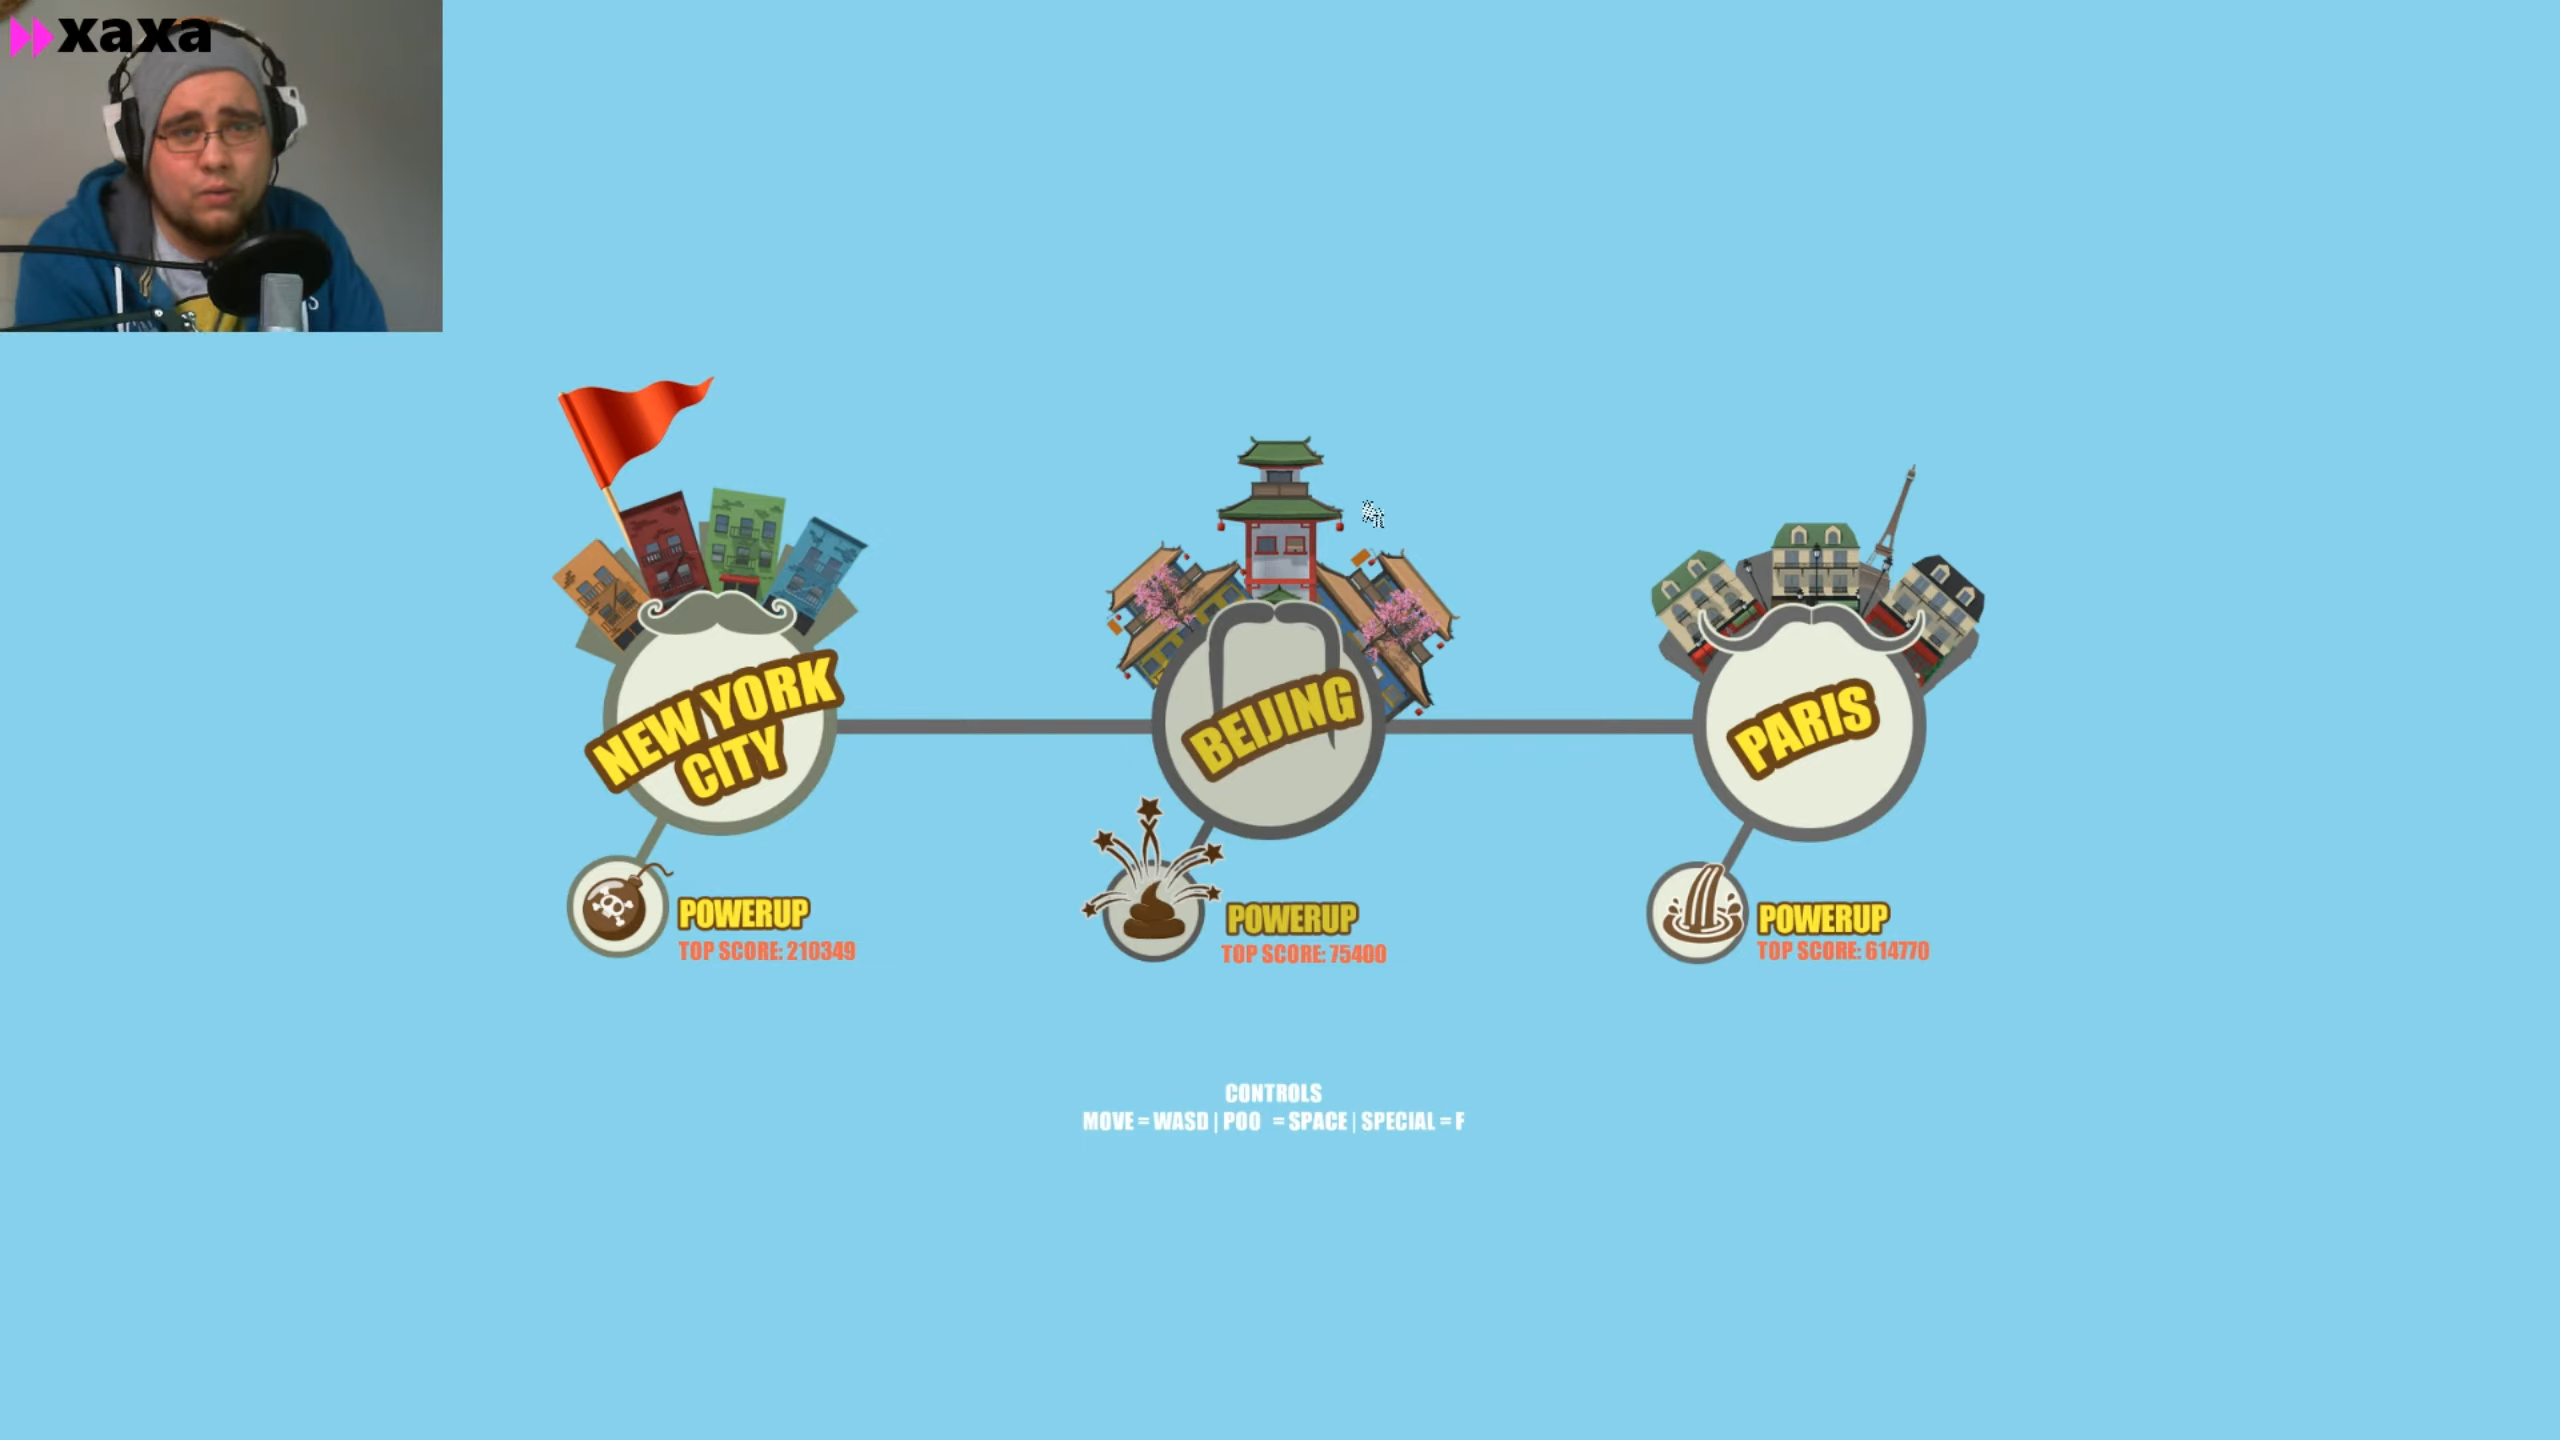 xaxa
NEW YORK
CITY
BEIJING
PARIS
POWERUP
TOP SCORE: 210349
POWERUP
TOP SCORE: 75400
POWERUP
TOP SCORE: 614770
CONTROLS
MOVE = WASD | POO = SPACE | SPECIAL = F